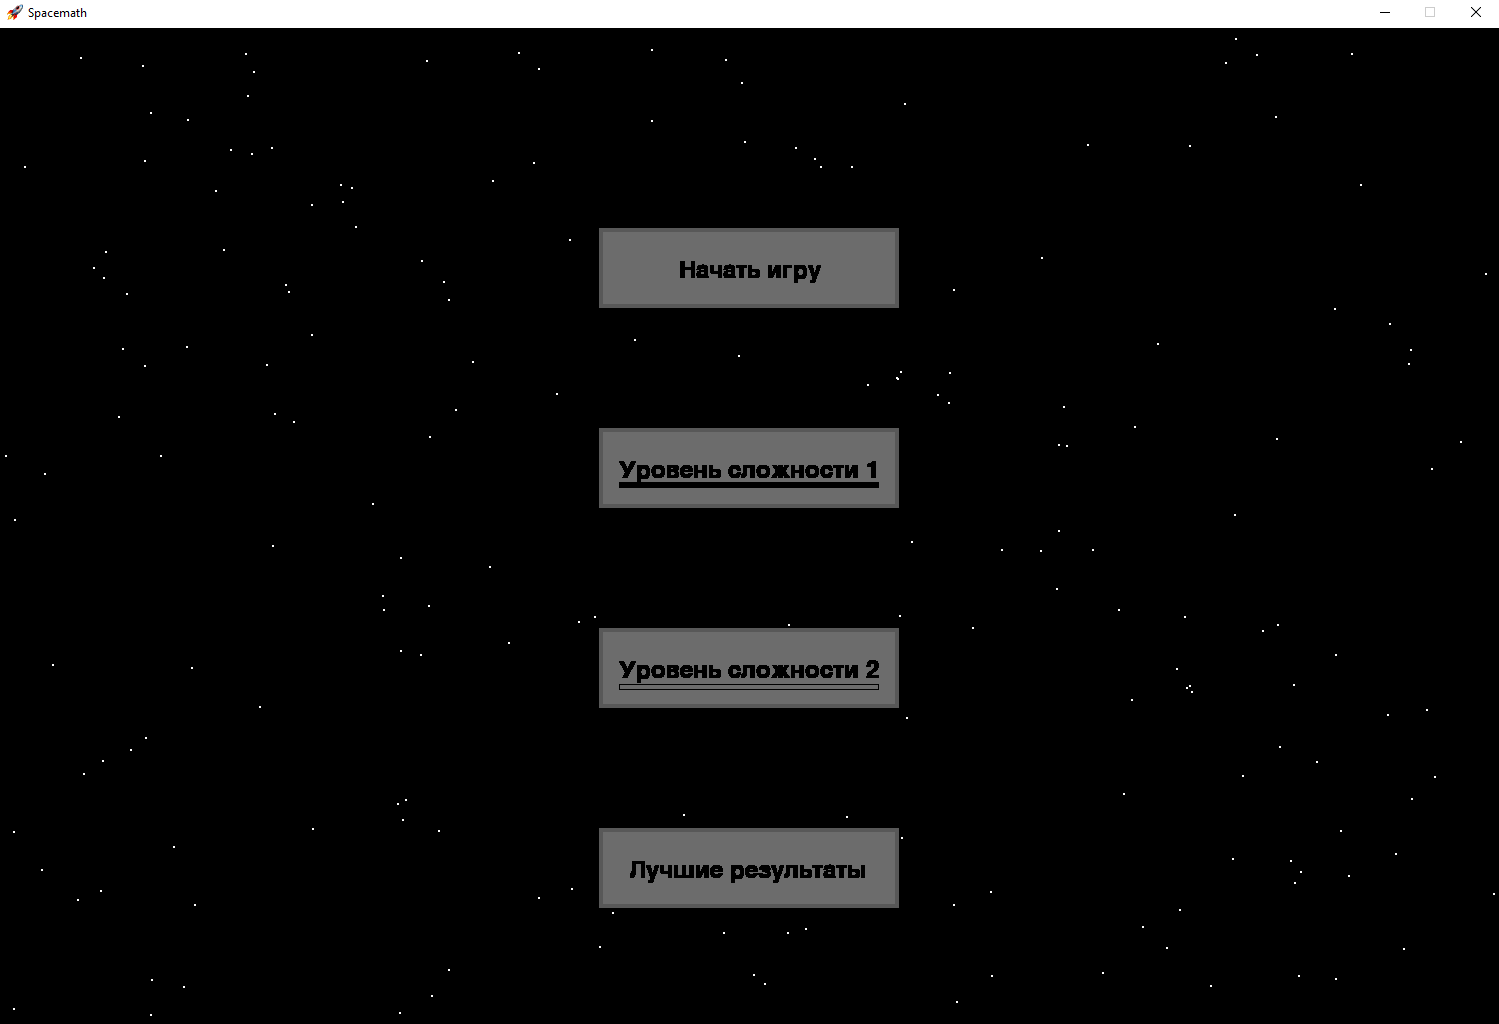 Spacemath
Начать игру
Уровень сложности 1
Уровень сложности 2
Лучшие результаты